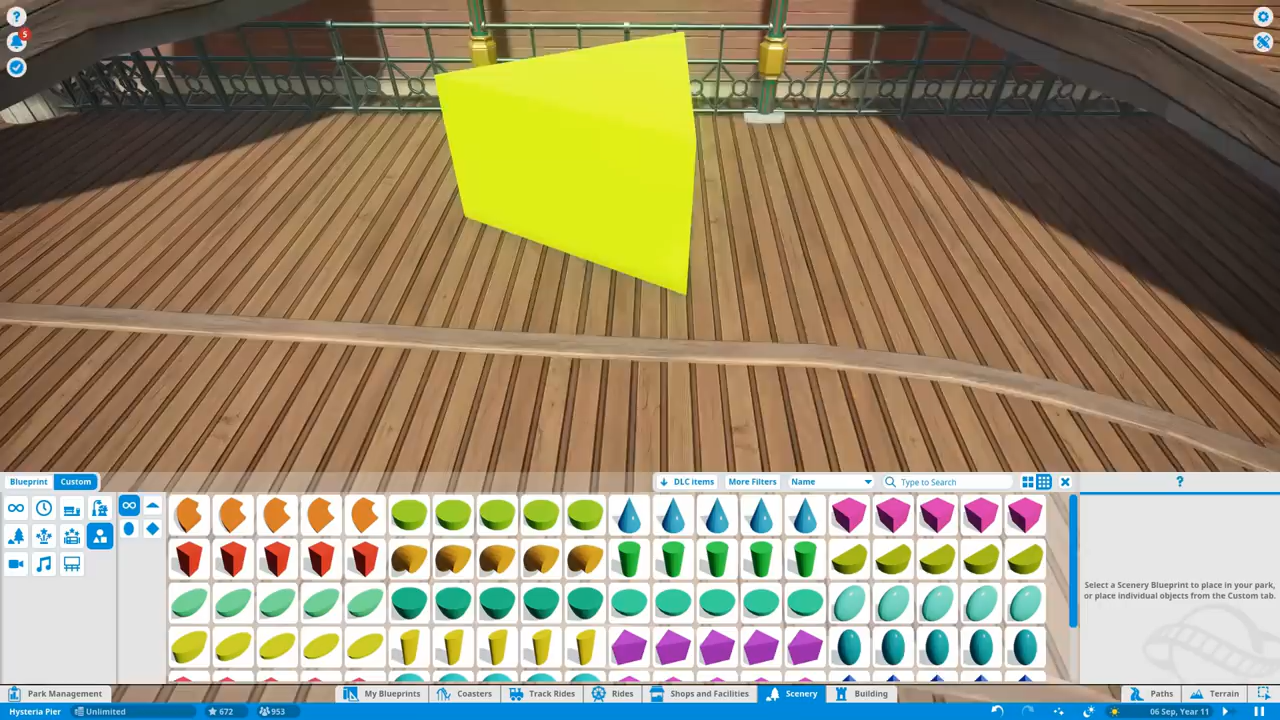 ?
5
Blueprint
Custom
DLC items
More Filters
Name
Type to Search
?
Select a Scenery Blueprint to place in your park,
or place individual objects from the Custom tab.
Park Management
My Blueprints
Coasters
Track Rides
Rides
Shops and Facilities
Scenery
Building
Paths
Terrain
Hysteria Pier
Unlimited
672
953
06 Sep, Year 11